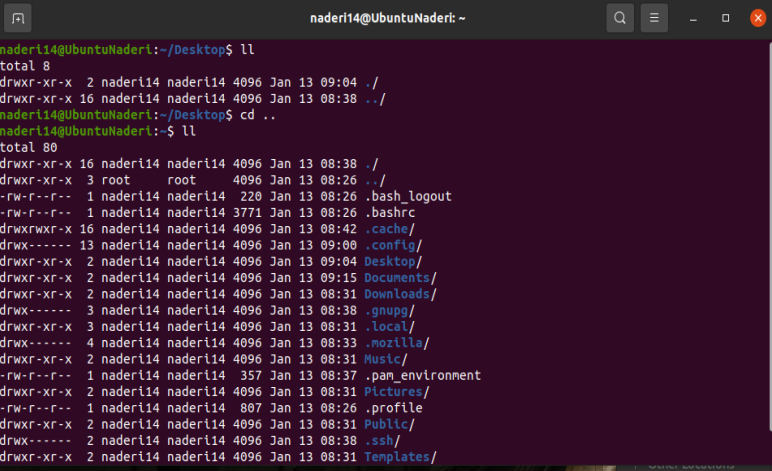 naderi14@UbuntuNaderi: ~
naderi14@UbuntuNaderi:~/Desktop$ ll
total 8
drwxr-xr-x  2 naderi14 naderi14 4096 Jan 13 09:04 ./
drwxr-xr-x 16 naderi14 naderi14 4096 Jan 13 08:38 ../
naderi14@UbuntuNaderi:~/Desktop$ cd ..
naderi14@UbuntuNaderi:~$ ll
total 80
drwxr-xr-x 16 naderi14 naderi14 4096 Jan 13 08:38 ./
drwxr-xr-x  3 root     root     4096 Jan 13 08:26 ../
-rw-r--r--  1 naderi14 naderi14  220 Jan 13 08:26 .bash_logout
-rw-r--r--  1 naderi14 naderi14 3771 Jan 13 08:26 .bashrc
drwxrwxr-x 16 naderi14 naderi14 4096 Jan 13 08:42 .cache/
drwx------ 13 naderi14 naderi14 4096 Jan 13 09:00 .config/
drwxr-xr-x  2 naderi14 naderi14 4096 Jan 13 09:04 Desktop/
drwxr-xr-x  2 naderi14 naderi14 4096 Jan 13 09:15 Documents/
drwxr-xr-x  2 naderi14 naderi14 4096 Jan 13 08:31 Downloads/
drwx------  3 naderi14 naderi14 4096 Jan 13 08:38 .gnupg/
drwxr-xr-x  3 naderi14 naderi14 4096 Jan 13 08:31 .local/
drwx------  4 naderi14 naderi14 4096 Jan 13 08:33 .mozilla/
drwxr-xr-x  2 naderi14 naderi14 4096 Jan 13 08:31 Music/
-rw-r--r--  1 naderi14 naderi14  357 Jan 13 08:37 .pam_environment
drwxr-xr-x  2 naderi14 naderi14 4096 Jan 13 08:31 Pictures/
-rw-r--r--  1 naderi14 naderi14  807 Jan 13 08:26 .profile
drwxr-xr-x  2 naderi14 naderi14 4096 Jan 13 08:31 Public/
drwx------  2 naderi14 naderi14 4096 Jan 13 08:38 .ssh/
drwxr-xr-x  2 naderi14 naderi14 4096 Jan 13 08:31 Templates/
Other Locations